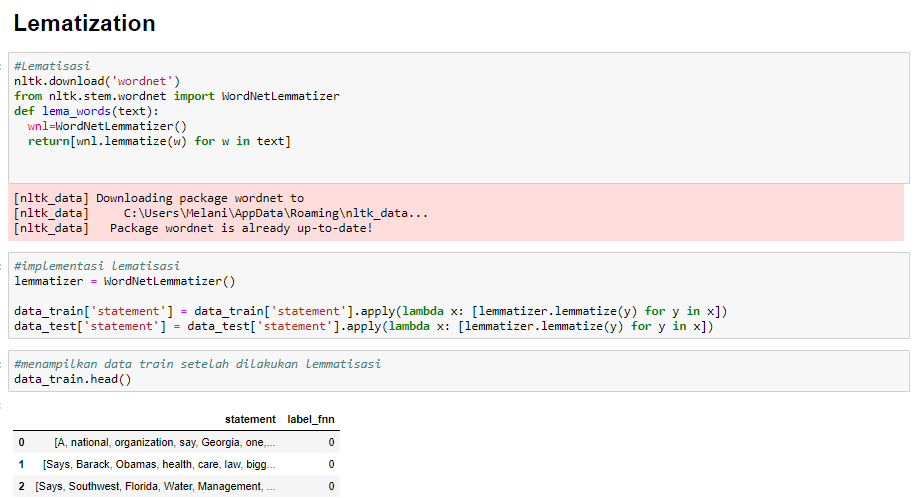 Lematization
#Lematisasi
nltk.download('wordnet')
from nltk.stem.wordnet import WordNetLemmatizer
def lema_words(text):
  wnl=WordNetLemmatizer()
  return[wnl.lemmatize(w) for w in text]
[nltk_data] Downloading package wordnet to
[nltk_data]     C:\Users\Melani\AppData\Roaming\nltk_data...
[nltk_data]   Package wordnet is already up-to-date!
#implementasi lematisasi
lemmatizer = WordNetLemmatizer()
data_train['statement'] = data_train['statement'].apply(lambda x: [lemmatizer.lemmatize(y) for y in x])
data_test['statement'] = data_test['statement'].apply(lambda x: [lemmatizer.lemmatize(y) for y in x])
#menampilkan data train setelah dilakukan lemmatisasi
data_train.head()
statement label_fnn
0 [A, national, organization, say, Georgia, one,... 0
1 [Says, Barack, Obamas, health, care, law, bigg... 0
2 [Says, Southwest, Florida, Water, Management, ... 0